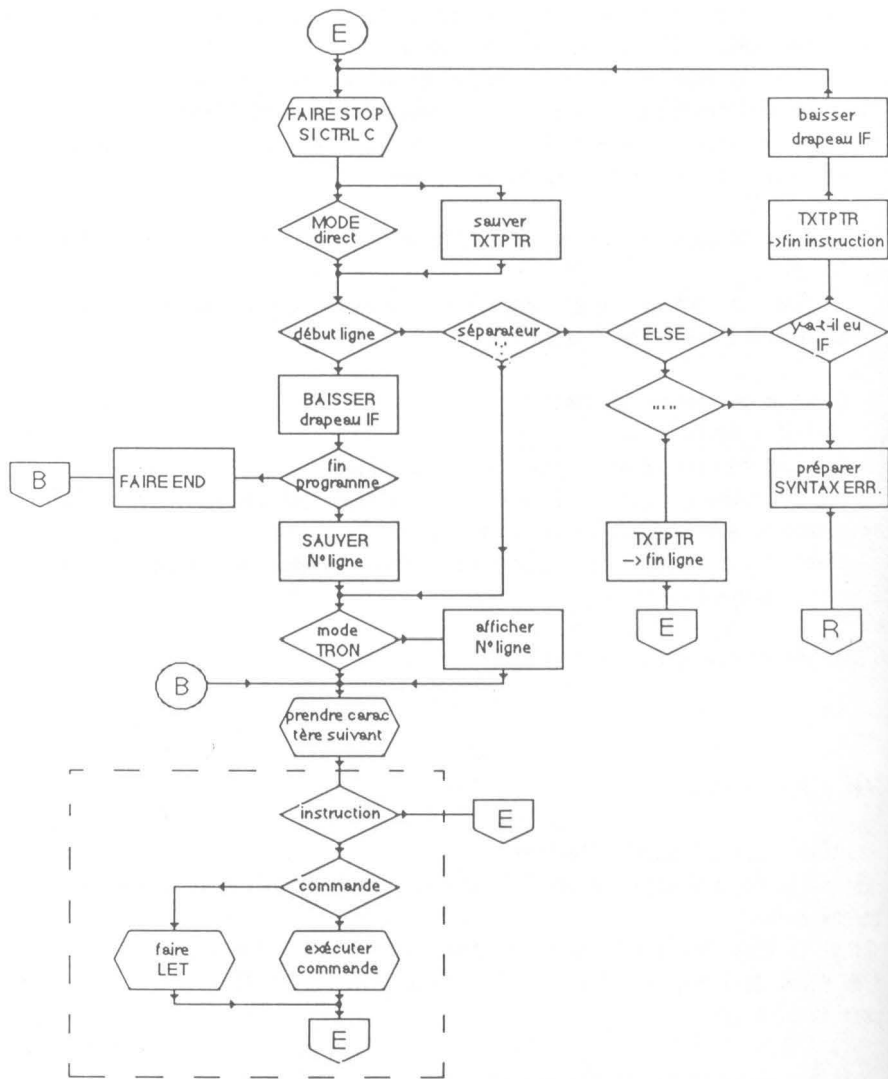 E
FAIRE STOP
SI CTRL C
baisser
drapeau IF
MODE
direct
sauver
TXTPTR
TXTPTR
->fin instruction
début ligne
séparateur
':'
ELSE
y-a-t-il eu
IF
BAISSER
drapeau IF
"'"
B
FAIRE END
fin
programme
préparer
SYNTAX ERR.
SAUVER
N° ligne
TXTPTR
—> fin ligne
mode
TRON
afficher
N° ligne
E
R
B
prendre carac
tère suivant
instruction
E
commande
faire
LET
exécuter
commande
E